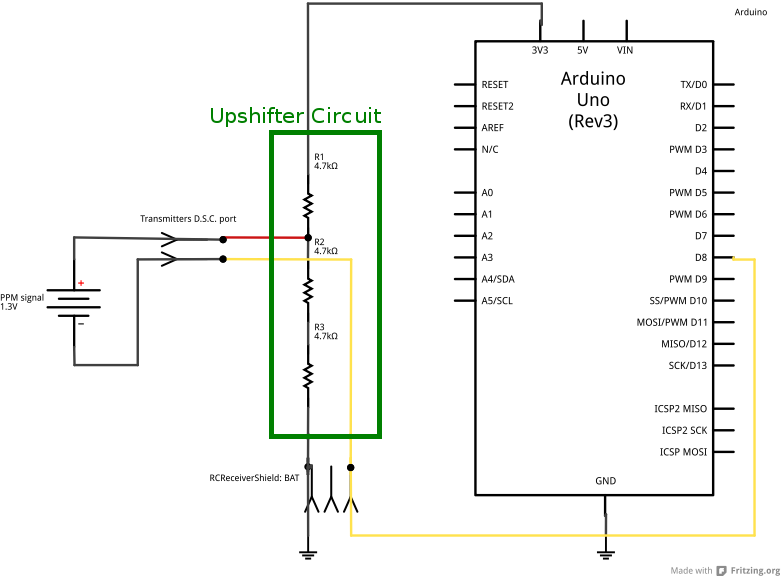 Arduino
3V3 5V VIN
Arduino
Uno
(Rev3)
RESET
RESET2
AREF
N/C
A0
A1
A2
A3
A4/SDA
A5/SCL
TX/D0
RX/D1
D2
PWM D3
D4
PWM D5
PWM D6
D7
D8
PWM D9
SS/PWM D10
MOSI/PWM D11
MISO/D12
SCK/D13
ICSP2 MISO
ICSP2 SCK
ICSP MOSI
GND
Upshifter Circuit
R1
4.7kΩ
Transmitters D.S.C. port
R2
4.7kΩ
+
PPM signal
1.3V
−
R3
4.7kΩ
RCReceiverShield: BAT
Made with Fritzing.org